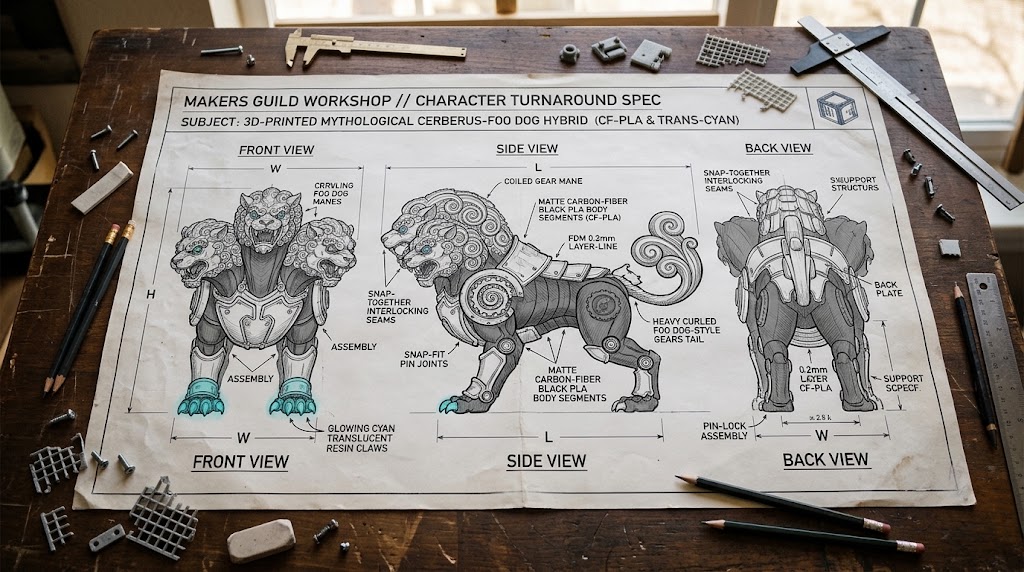 MAKERS GUILD WORKSHOP // CHARACTER TURNAROUND SPEC
SUBJECT: 3D-PRINTED MYTHOLOGICAL CERBERUS-FOO DOG HYBRID (CF-PLA & TRANS-CYAN)
FRONT VIEW
W
CRRVLING
FOO DOG
MANES
H
ASSEMBLY
ASSEMBLY
GLOWING CYAN
TRANSLUCENT
RESIN CLAWS
W
FRONT VIEW
SIDE VIEW
L
COILED GEAR MANE
MATTE CARBON-FIBER
BLACK PLA BODY
SEGMENTS (CF-PLA)
FDM 0.2mm
LAYER-LINE
SNAP-
TOGETHER
INTERLOCKING
SEAMS
SNAP-FIT
PIN JOINTS
MATTE
CARBON-FIBER
BLACK PLA BODY
SEGMENTS
HEAVY CURLED
FOO DOG-STYLE
GEARS TAIL
L
SIDE VIEW
BACK VIEW
SNAP-TOGETHER
INTERLOCKING
SEAMS
STRUCTURS
BACK
PLATE
0.2mm
LAYER
CF-PLA
SUPPORT
PIN-LOCK
ASSEMBLY
W
BACK VIEW